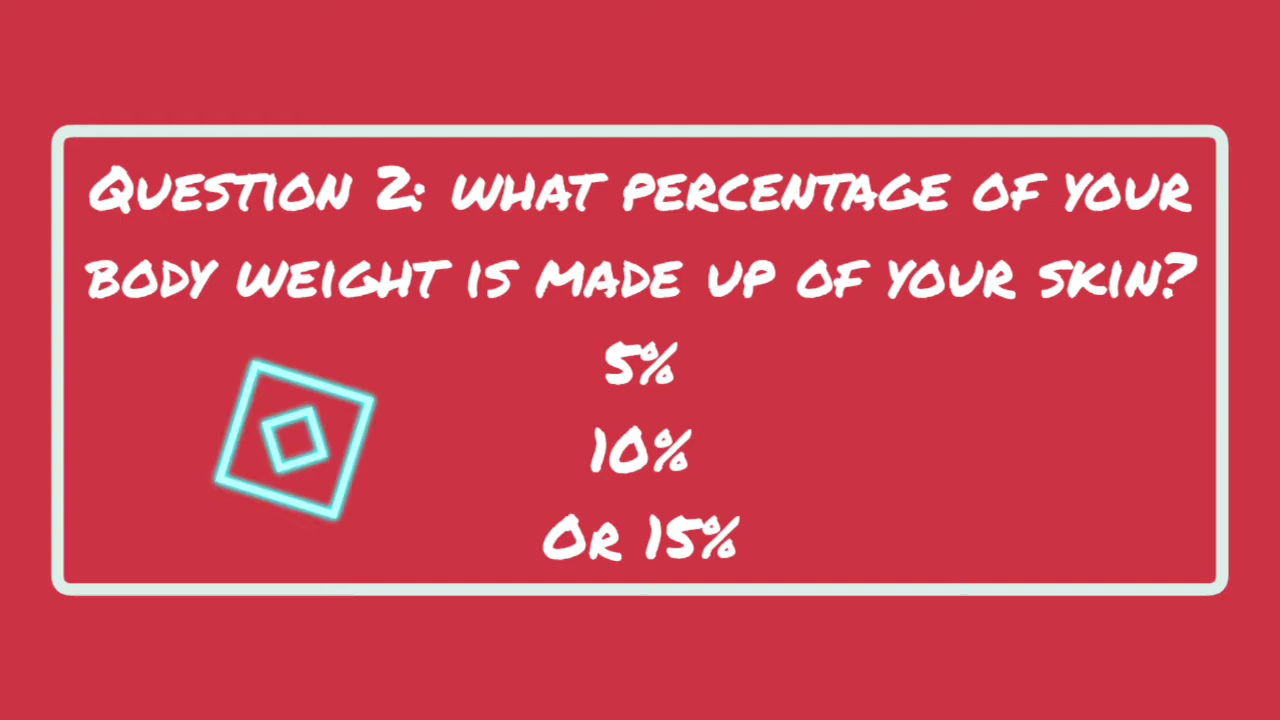 Question 2: what percentage of your
body weight is made up of your skin?
5%
10%
Or 15%